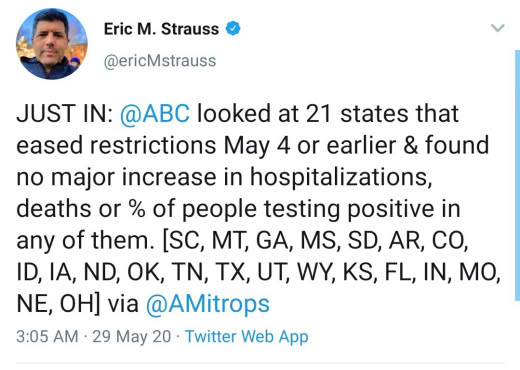 Eric M. Strauss
@ericMstrauss
JUST IN: @ABC looked at 21 states that
eased restrictions May 4 or earlier & found
no major increase in hospitalizations,
deaths or % of people testing positive in
any of them. [SC, MT, GA, MS, SD, AR, CO,
ID, IA, ND, OK, TN, TX, UT, WY, KS, FL, IN, MO,
NE, OH] via @AMitrops
3:05 AM · 29 May 20 · Twitter Web App